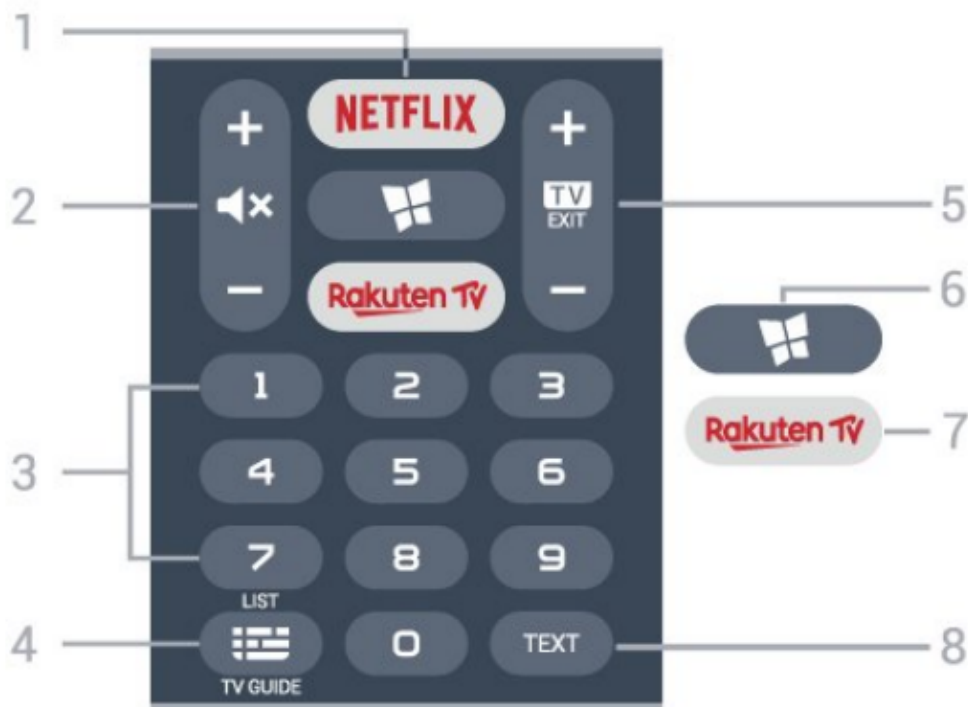 1
NETFLIX
+ +
2 TV 5
EXIT
6
- Rakuten TV -
1 2 3
Rakuten TV 7
3 4 5 6
7 8 9
LIST
4 0 TEXT 8
TV GUIDE